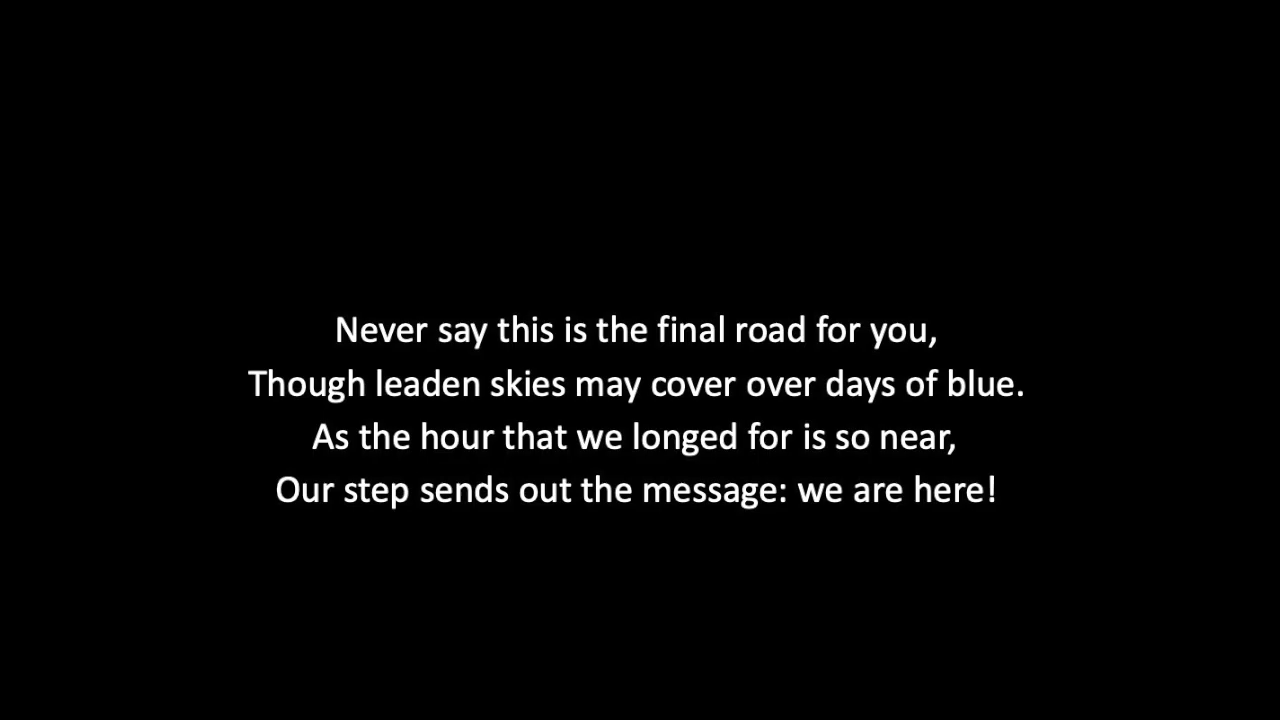 Never say this is the final road for you,
Though leaden skies may cover over days of blue.
As the hour that we longed for is so near,
Our step sends out the message: we are here!